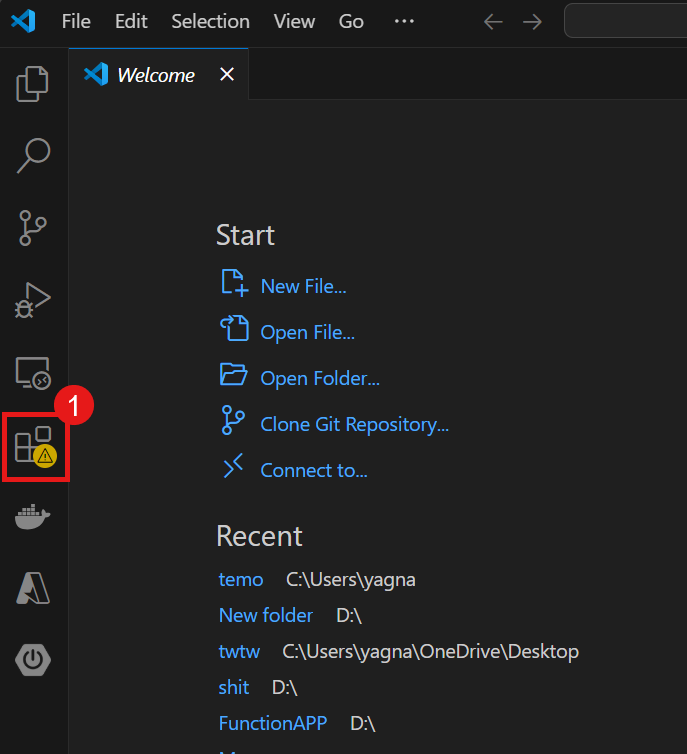 File Edit Selection View Go ...
Welcome
Start
New File...
Open File...
Open Folder...
1
Clone Git Repository...
Connect to...
Recent
temo C:\Users\yagna
New folder D:\
twtw C:\Users\yagna\OneDrive\Desktop
shit D:\
FunctionAPP D:\